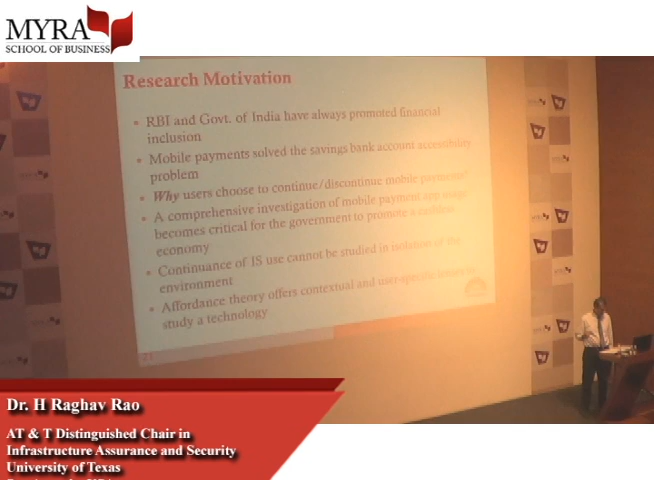 MYRA
SCHOOL OF BUSINESS
Research Motivation
• RBI and Govt. of India have always promoted financial
inclusion
• Mobile payments solved the savings bank account accessibility
problem
• Why users choose to continue/discontinue mobile payments?
• A comprehensive investigation of mobile payment app usage
becomes critical for the government to promote a cashless
economy
• Continuance of IS use cannot be studied in isolation of the
environment
• Affordance theory offers contextual and user-specific
study a technology
21
Dr. H Raghav Rao
AT & T Distinguished Chair in
Infrastructure Assurance and Security
University of Texas